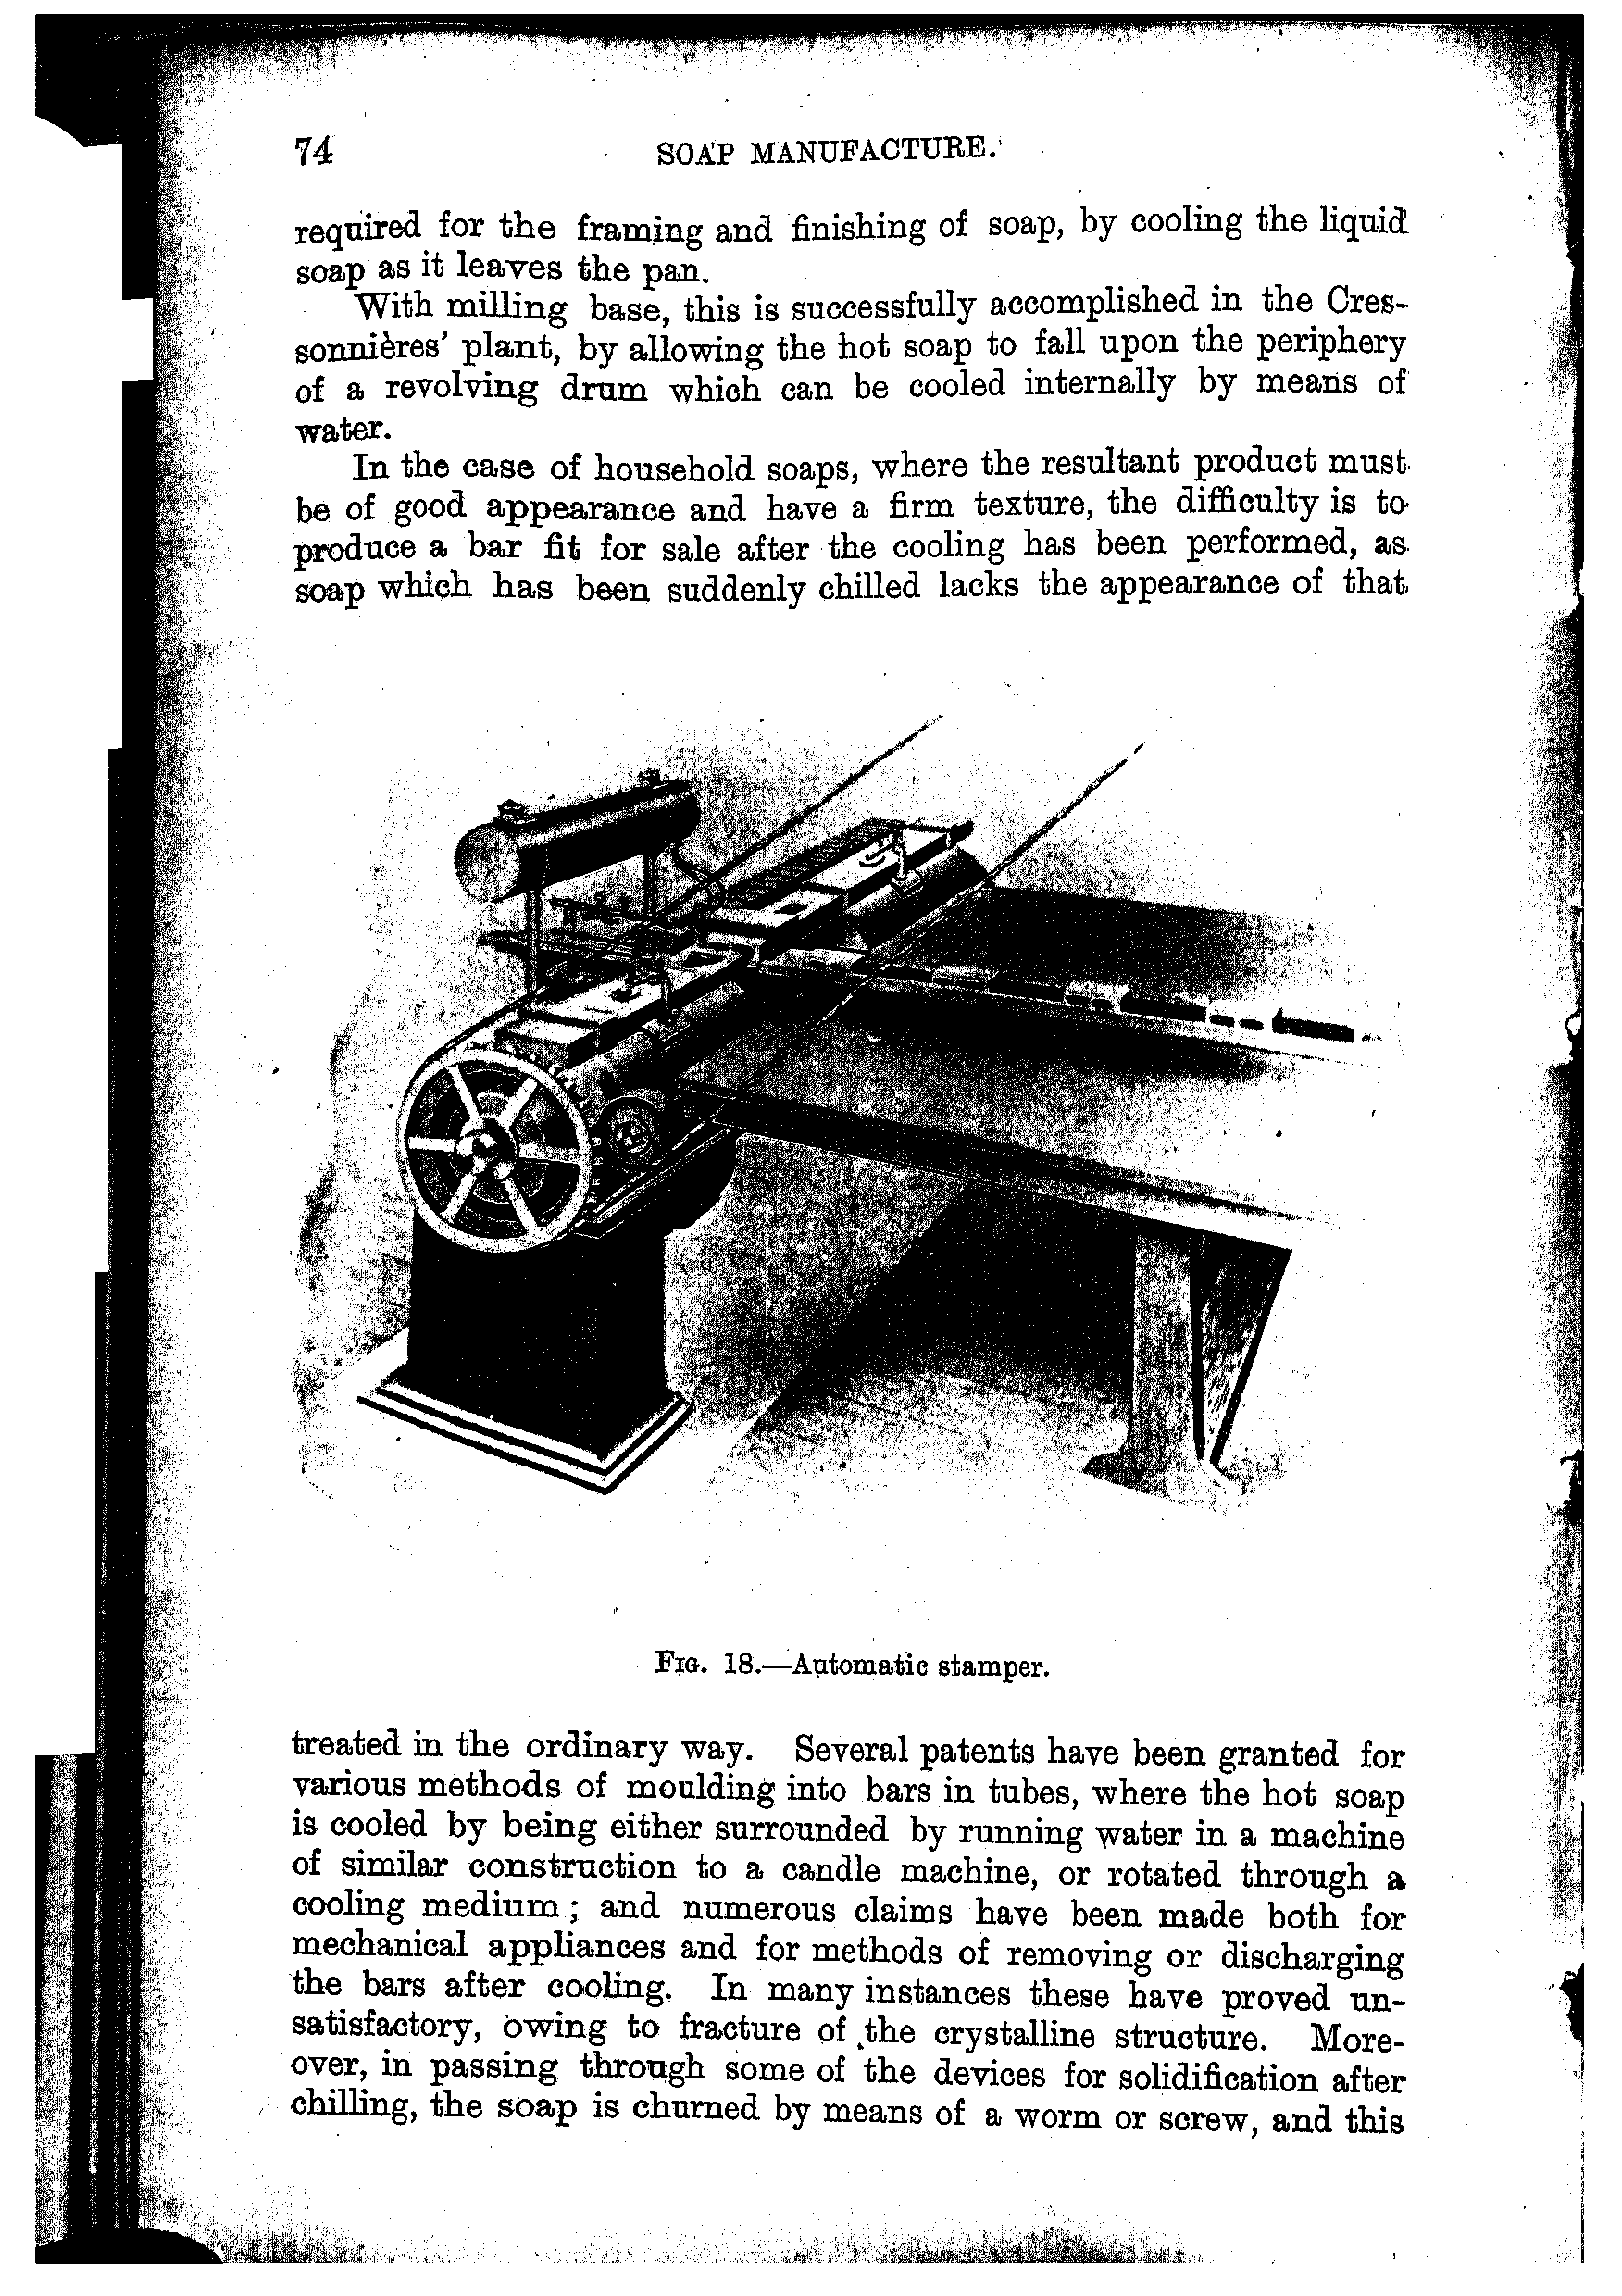 74 SOAP MANUFACTURE.
required for the framing and finishing of soap, by cooling the liquid
soap as it leaves the pan.
With milling base, this is successfully accomplished in the Cres-
sonnières' plant, by allowing the hot soap to fall upon the periphery
of a revolving drum which can be cooled internally by means of
water.
In the case of household soaps, where the resultant product must
be of good appearance and have a firm texture, the difficulty is to
produce a bar fit for sale after the cooling has been performed, as
soap which has been suddenly chilled lacks the appearance of that
FIG. 18.—Automatic stamper.
treated in the ordinary way. Several patents have been granted for
various methods of moulding into bars in tubes, where the hot soap
is cooled by being either surrounded by running water in a machine
of similar construction to a candle machine, or rotated through a
cooling medium; and numerous claims have been made both for
mechanical appliances and for methods of removing or discharging
the bars after cooling. In many instances these have proved un-
satisfactory, owing to fracture of the crystalline structure. More-
over, in passing through some of the devices for solidification after
chilling, the soap is churned by means of a worm or screw, and this